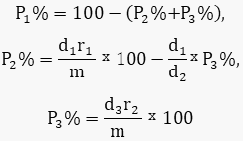 P₁% = 100 − (P₂%+P₃%),
P₂% = d₁r₁/m x 100 − d₁/d₂ x P₃%,
P₃% = d₃r₂/m x 100